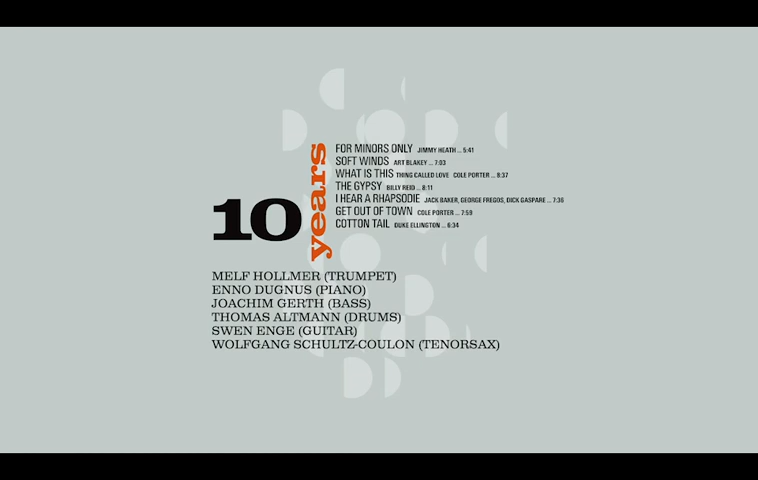 FOR MINORS ONLY JIMMY HEATH ... 5:41
SOFT WINDS ART BLAKEY ... 7:03
WHAT IS THIS THING CALLED LOVE COLE PORTER ... 8:37
THE GYPSY BILLY REID ... 8:11
I HEAR A RHAPSODIE JACK BAKER, GEORGE FREGOS, DICK GASPARE ... 7:36
GET OUT OF TOWN COLE PORTER ... 7:59
COTTON TAIL DUKE ELLINGTON ... 6:34
10 years
MELF HOLLMER (TRUMPET)
ENNO DUGNUS (PIANO)
JOACHIM GERTH (BASS)
THOMAS ALTMANN (DRUMS)
SWEN ENGE (GUITAR)
WOLFGANG SCHULTZ-COULON (TENORSAX)